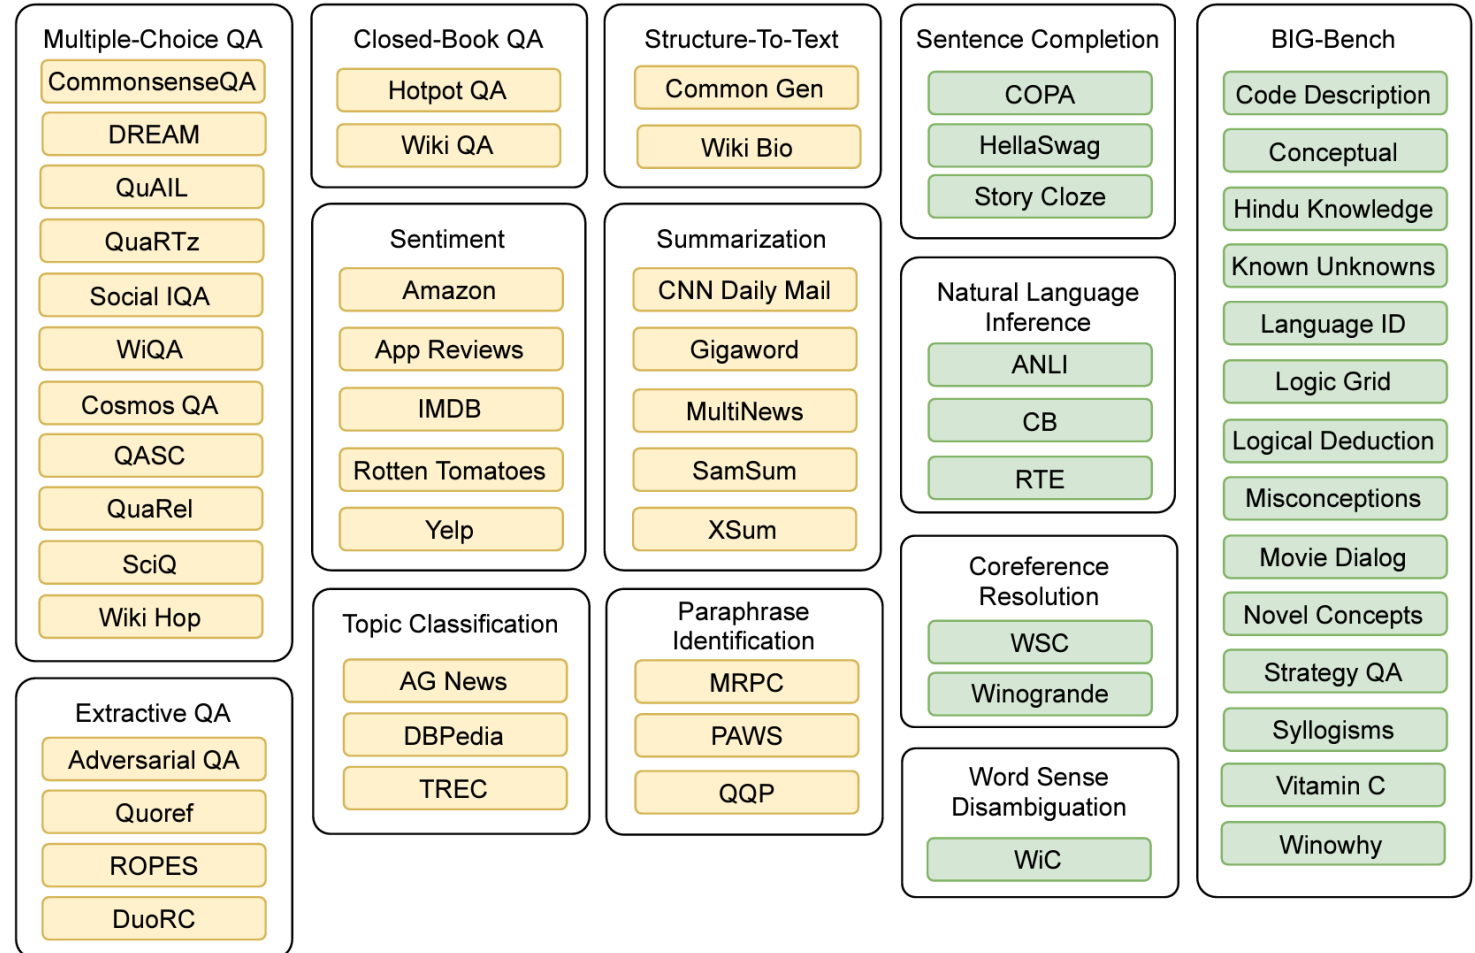 Multiple-Choice QA
CommonsenseQA
DREAM
QuAIL
QuaRTz
Social IQA
WiQA
Cosmos QA
QASC
QuaRel
SciQ
Wiki Hop
Extractive QA
Adversarial QA
Quoref
ROPES
DuoRC
Closed-Book QA
Hotpot QA
Wiki QA
Sentiment
Amazon
App Reviews
IMDB
Rotten Tomatoes
Yelp
Topic Classification
AG News
DBPedia
TREC
Structure-To-Text
Common Gen
Wiki Bio
Summarization
CNN Daily Mail
Gigaword
MultiNews
SamSum
XSum
Paraphrase
Identification
MRPC
PAWS
QQP
Sentence Completion
COPA
HellaSwag
Story Cloze
Natural Language
Inference
ANLI
CB
RTE
Coreference
Resolution
WSC
Winogrande
Word Sense
Disambiguation
WiC
BIG-Bench
Code Description
Conceptual
Hindu Knowledge
Known Unknowns
Language ID
Logic Grid
Logical Deduction
Misconceptions
Movie Dialog
Novel Concepts
Strategy QA
Syllogisms
Vitamin C
Winowhy